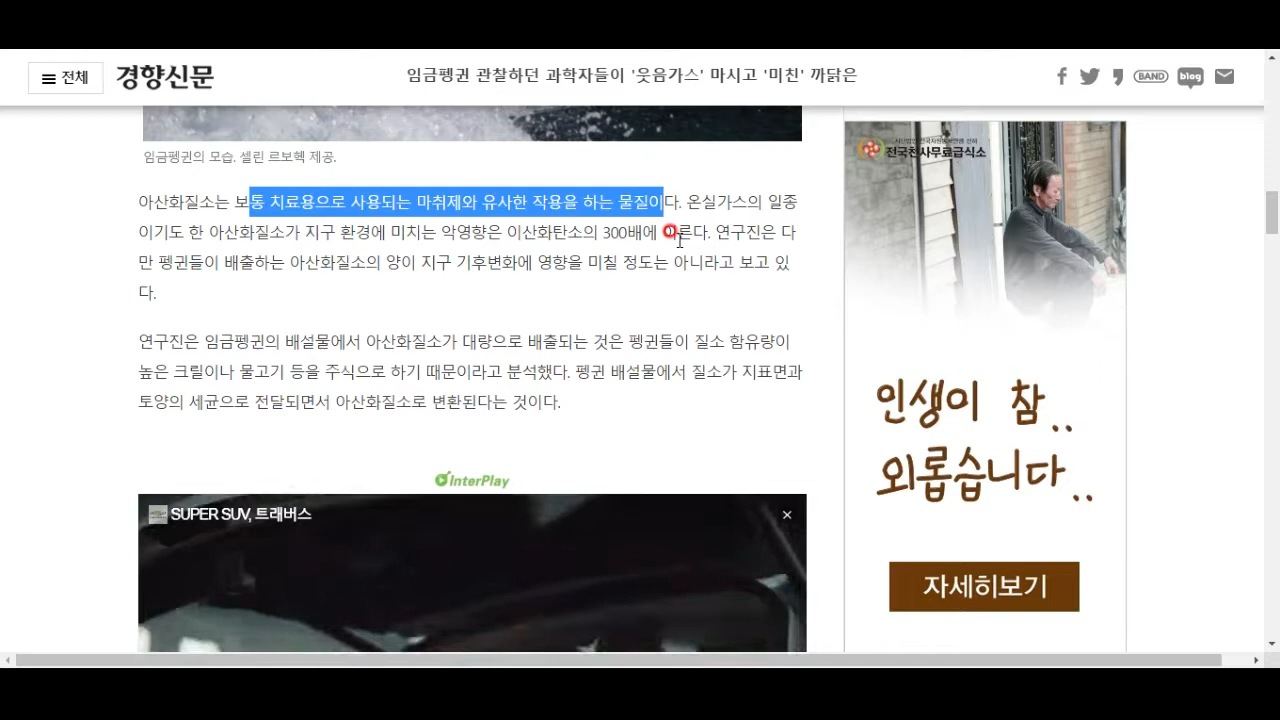 전체
경향신문
임금펭귄 관찰하던 과학자들이 '웃음가스' 마시고 '미친' 까닭은
BAND
blog
임금펭귄의 모습. 셀린 르보헥 제공.
아산화질소는 보통 치료용으로 사용되는 마취제와 유사한 작용을 하는 물질이다. 온실가스의 일종
이기도 한 아산화질소가 지구 환경에 미치는 악영향은 이산화탄소의 300배에 이른다. 연구진은 다
만 펭귄들이 배출하는 아산화질소의 양이 지구 기후변화에 영향을 미칠 정도는 아니라고 보고 있
다.
연구진은 임금펭귄의 배설물에서 아산화질소가 대량으로 배출되는 것은 펭귄들이 질소 함유량이
높은 크릴이나 물고기 등을 주식으로 하기 때문이라고 분석했다. 펭귄 배설물에서 질소가 지표면과
토양의 세균으로 전달되면서 아산화질소로 변환된다는 것이다.
InterPlay
SUPER SUV, 트래버스
전국천사무료급식소
인생이 참..
외롭습니다..
자세히보기